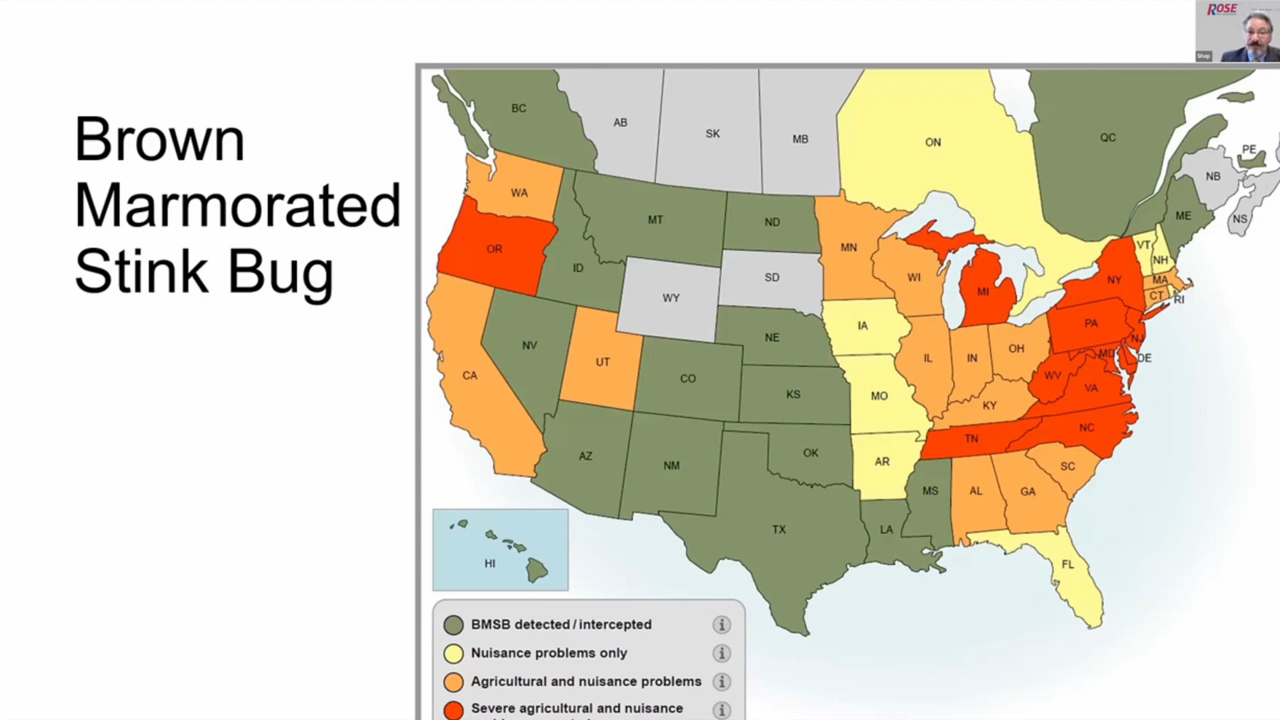 ROSE
Shep
Brown
Marmorated
Stink Bug
BC
AB
SK
MB
ON
QC
PE
NB
NS
WA
MT
ND
MN
ME
OR
ID
WY
SD
WI
MI
VT
NH
NY
MA
CT
RI
NV
UT
CO
NE
IA
IL
IN
OH
PA
NJ
MD
DE
CA
KS
MO
KY
WV
VA
AZ
NM
OK
AR
TN
NC
TX
LA
MS
AL
GA
SC
HI
FL
BMSB detected / intercepted
Nuisance problems only
Agricultural and nuisance problems
Severe agricultural and nuisance